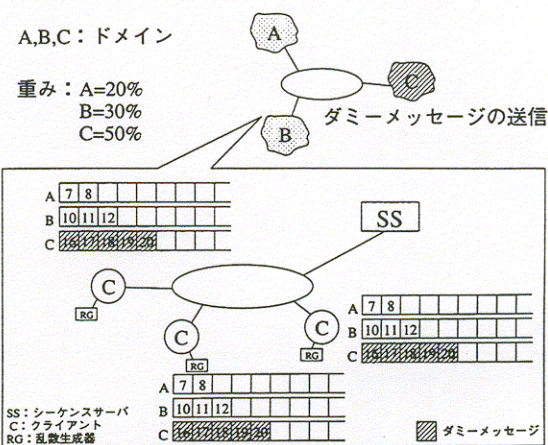 A,B,C：ドメイン
重み：A=20%
B=30%
C=50%
A
C
B
ダミーメッセージの送信
A 7 8
B 10 11 12
C 16 17 18 19 20
SS
C
RG
C
RG
C
RG
A 7 8
B 10 11 12
C 16 17 18 19 20
A 7 8
B 10 11 12
C 16 17 18 19 20
SS：シーケンスサーバ
C：クライアント
RG：乱数生成器
ダミーメッセージ